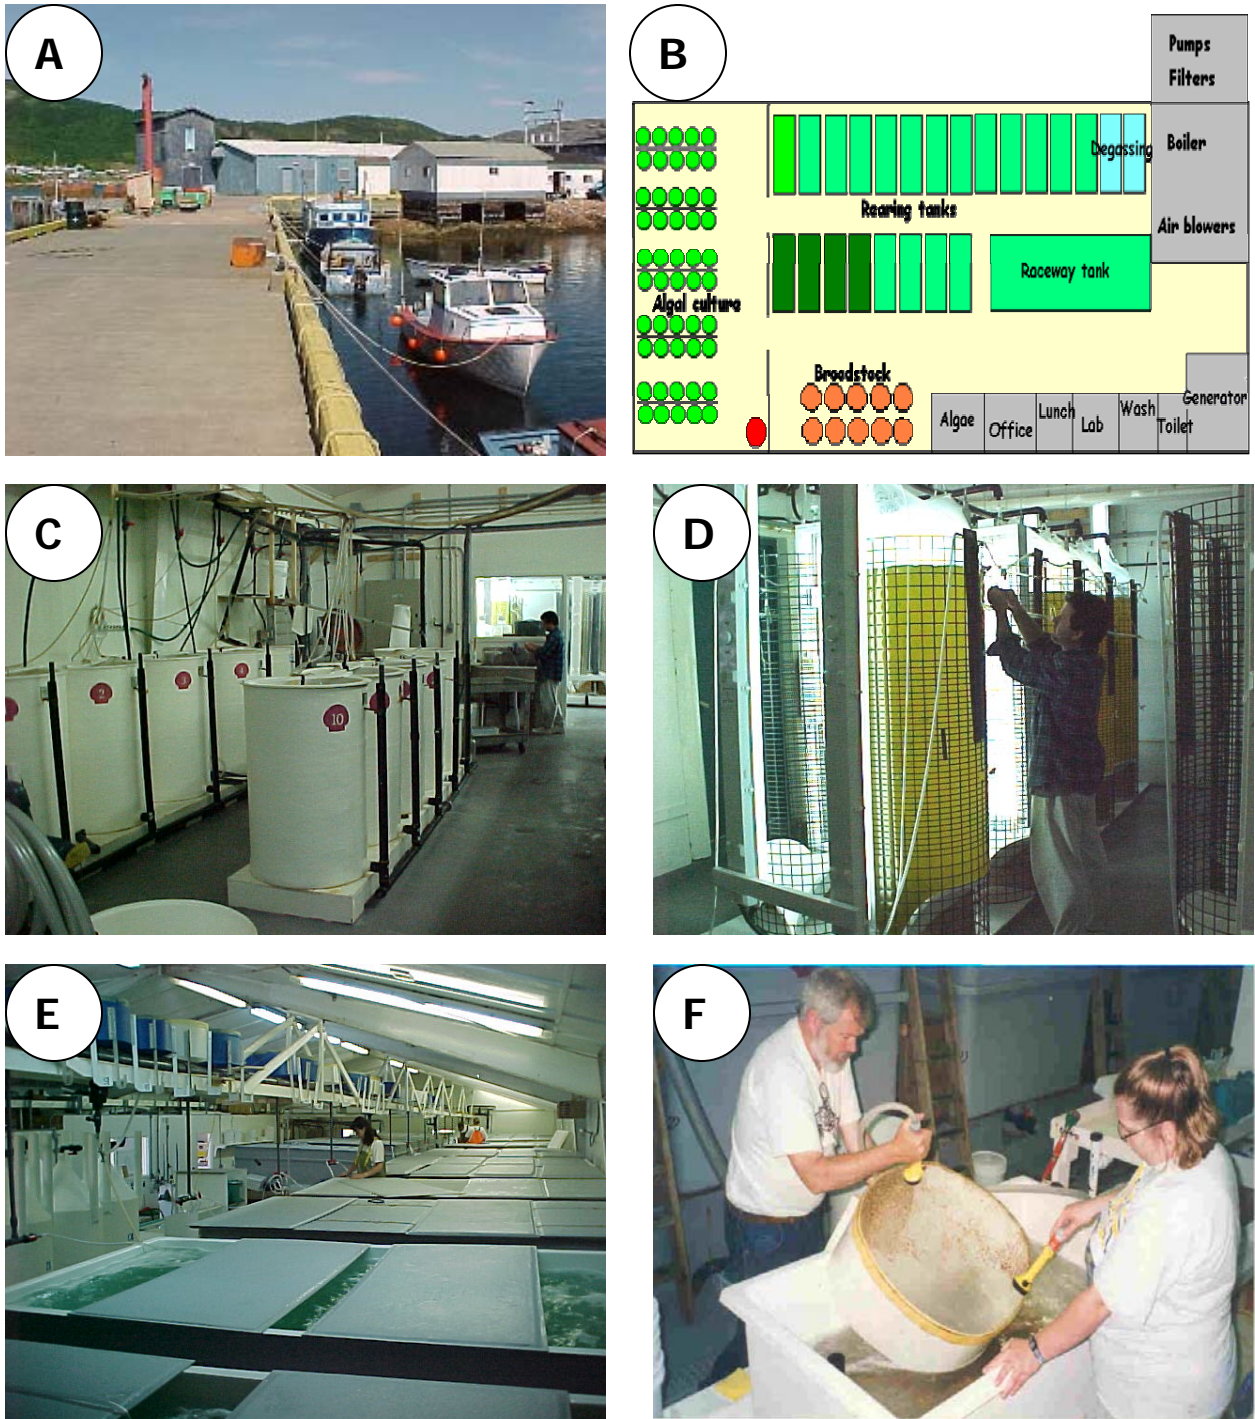 A
B
Pumps
Filters
Degassing
Boiler
Rearing tanks
Air blowers
Raceway tank
Algal culture
Broodstock
Generator
Algae
Office
Lunch
Lab
Wash
Toilet
C
2
3
4
10
D
E
F